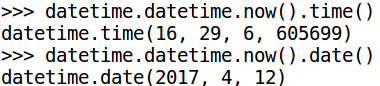 >>> datetime.datetime.now().time()
datetime.time(16, 29, 6, 605699)
>>> datetime.datetime.now().date()
datetime.date(2017, 4, 12)